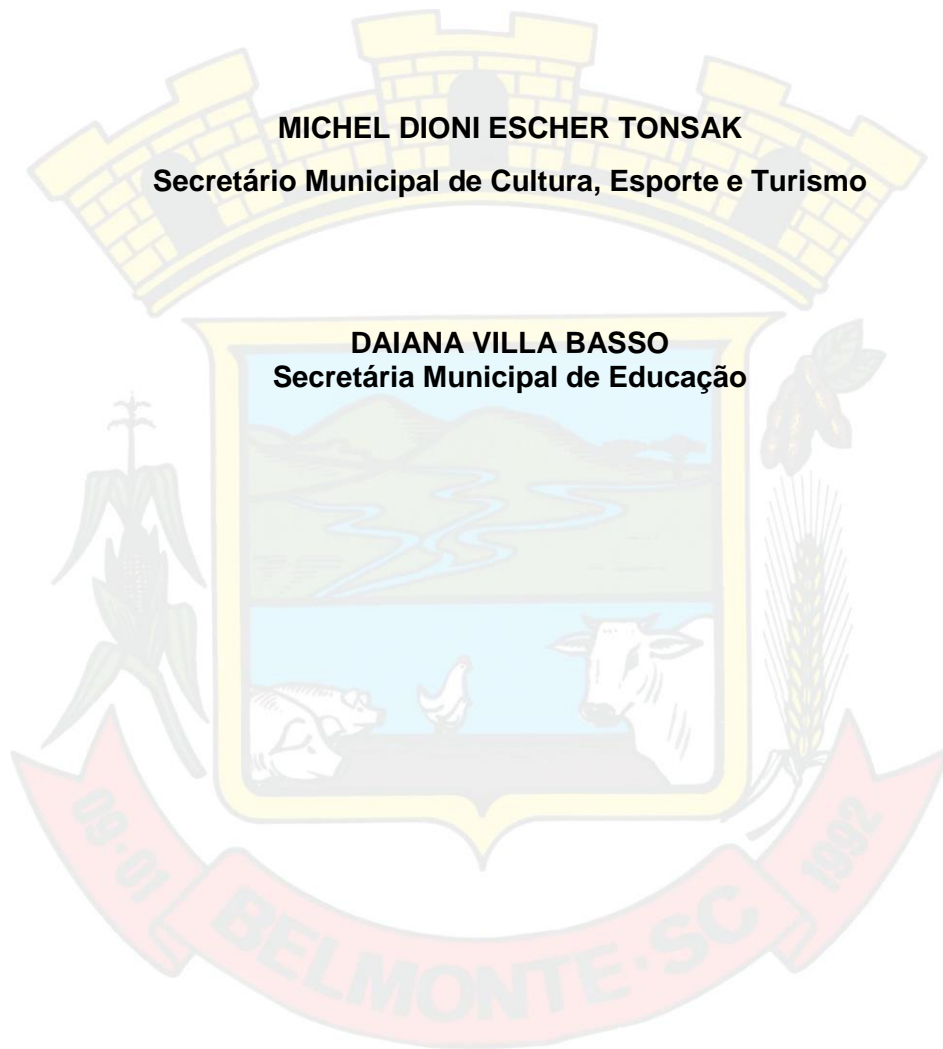 MICHEL DIONI ESCHER TONSAK
Secretário Municipal de Cultura, Esporte e Turismo
DAIANA VILLA BASSO
Secretária Municipal de Educação
09-01 BELMONTE-SC 1992